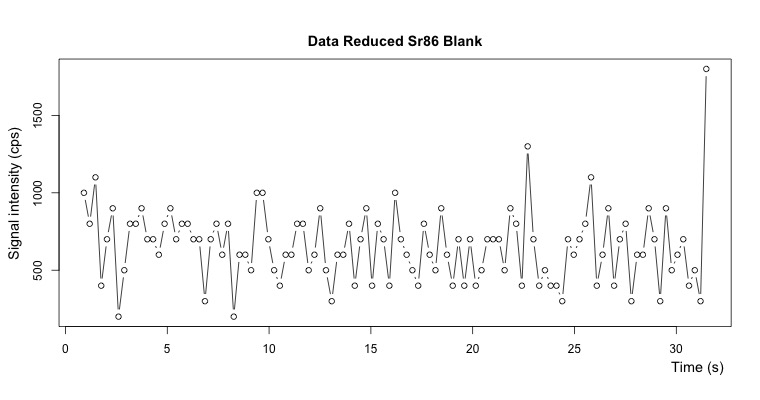 Data Reduced Sr86 Blank
Signal intensity (cps)
1500
1000
500
0 5 10 15 20 25 30
Time (s)